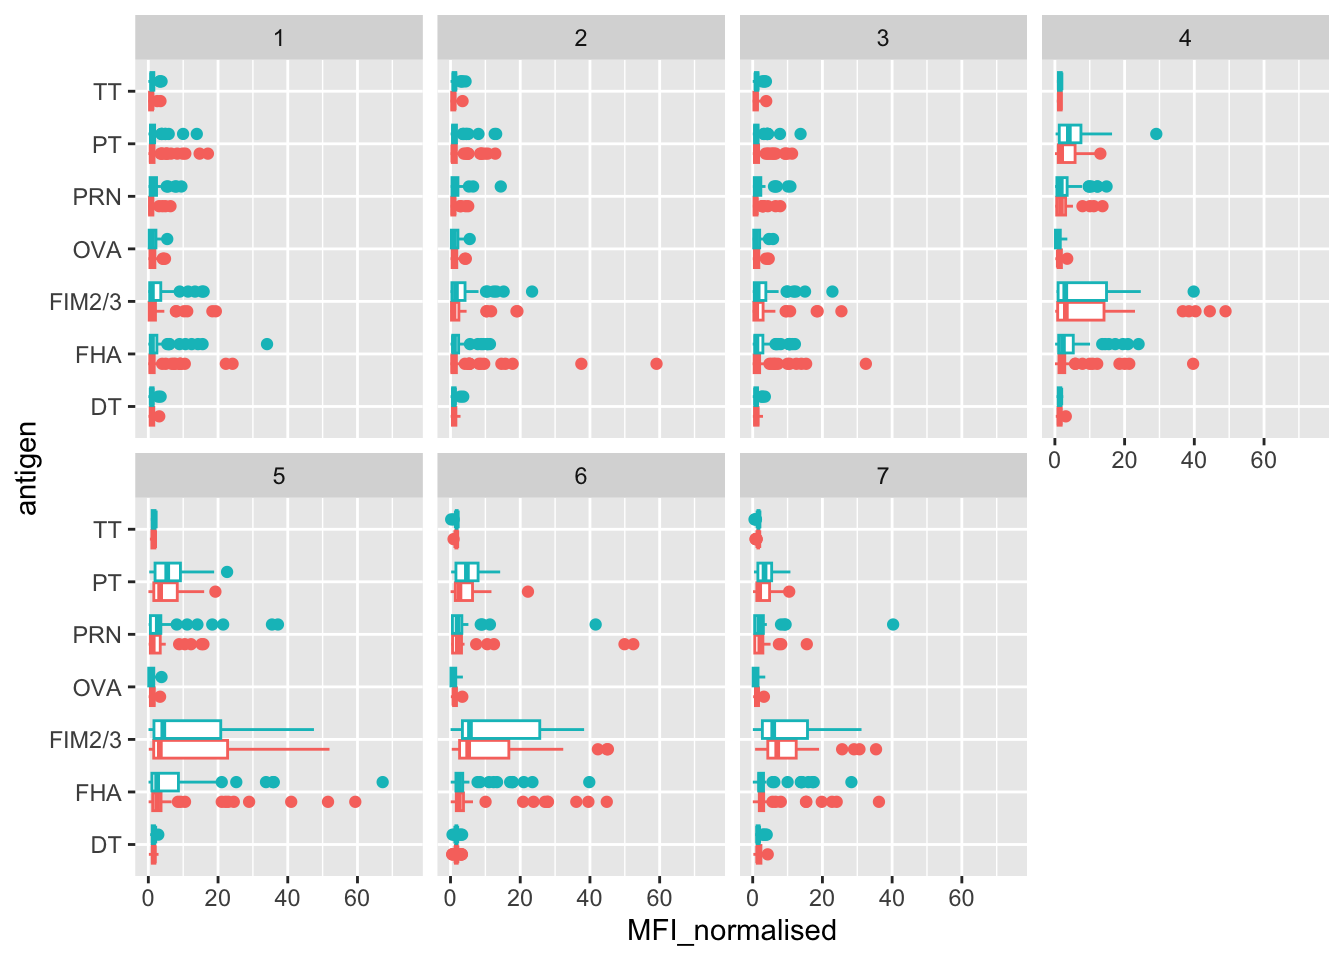 1 2 3 4
TT
PT
PRN
OVA
FIM2/3
FHA
DT
0 20 40 60
antigen
5 6 7
TT
PT
PRN
OVA
FIM2/3
FHA
DT
0 20 40 60 0 20 40 60 0 20 40 60
MFI_normalised